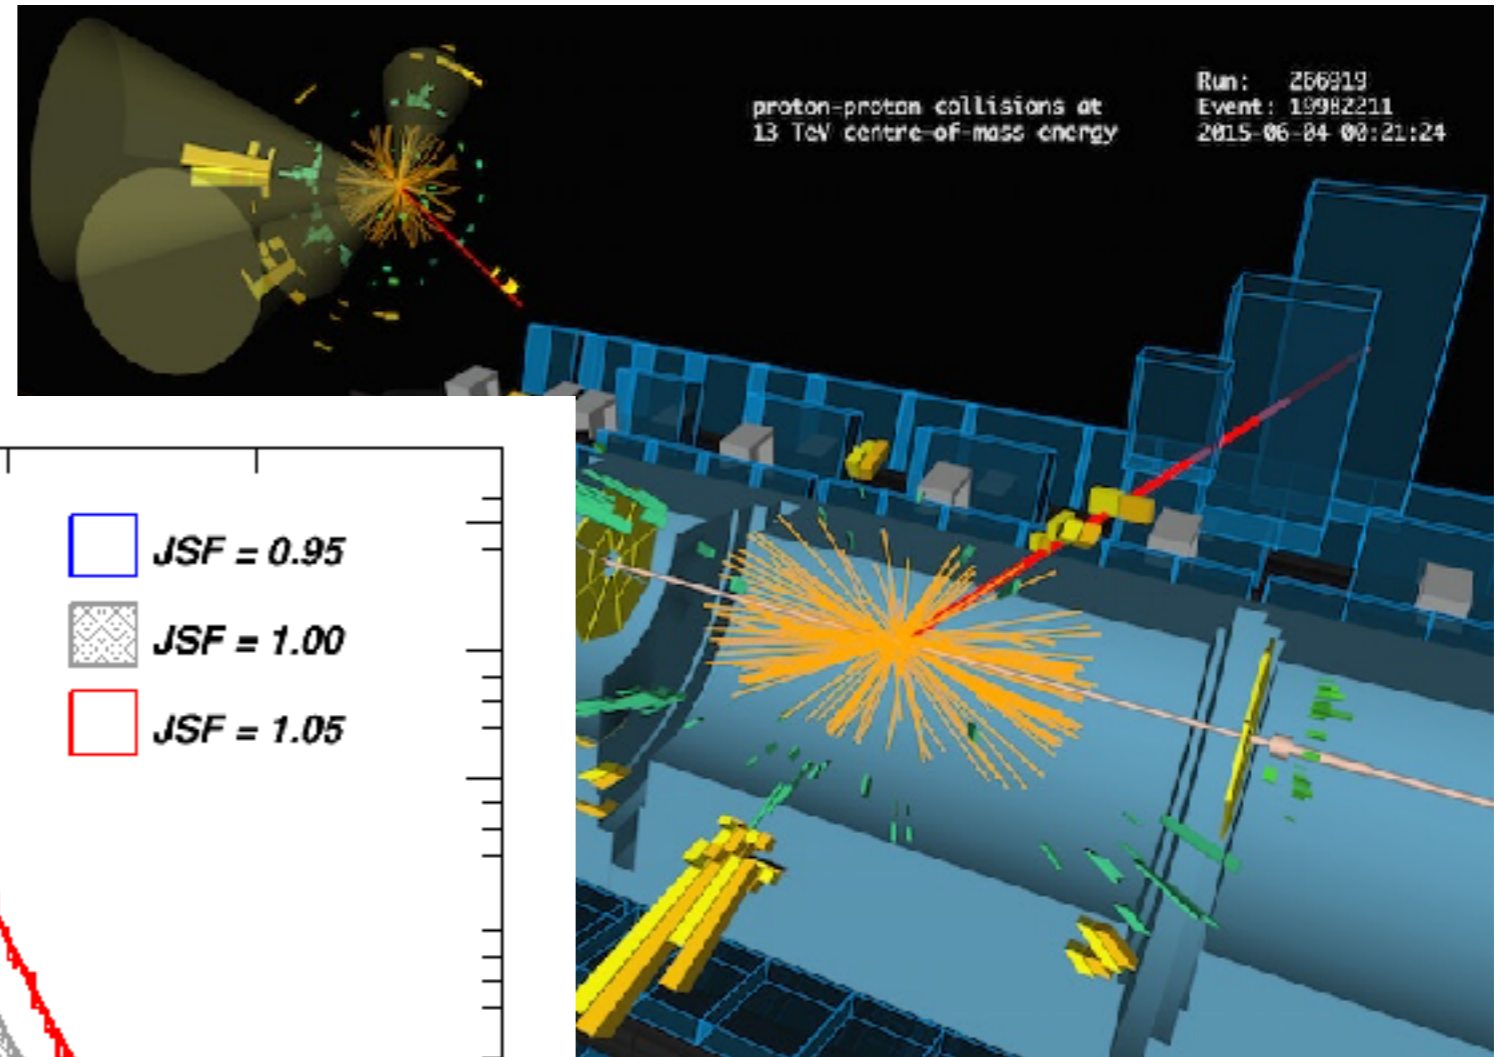 proton-proton collisions at
13 TeV centre-of-mass energy
Run: 266919
Event: 19982211
2015-06-04 00:21:24
JSF = 0.95
JSF = 1.00
JSF = 1.05